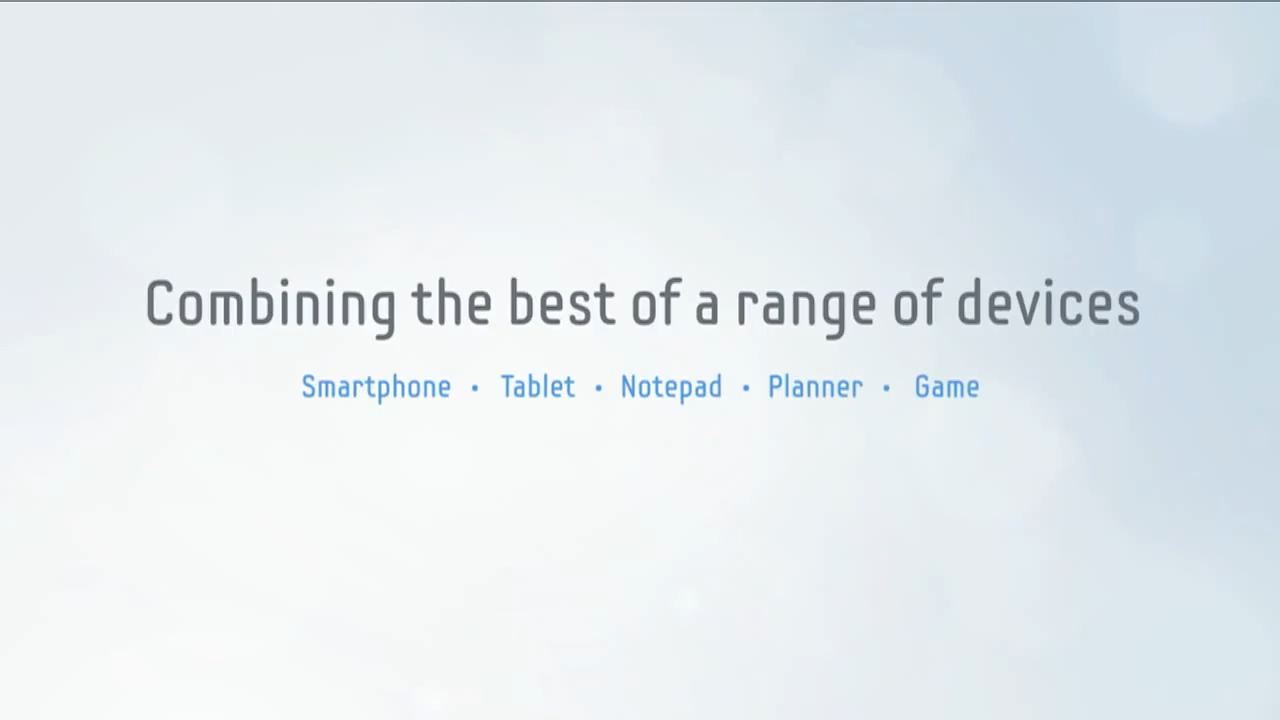 Combining the best of a range of devices
Smartphone • Tablet • Notepad • Planner • Game